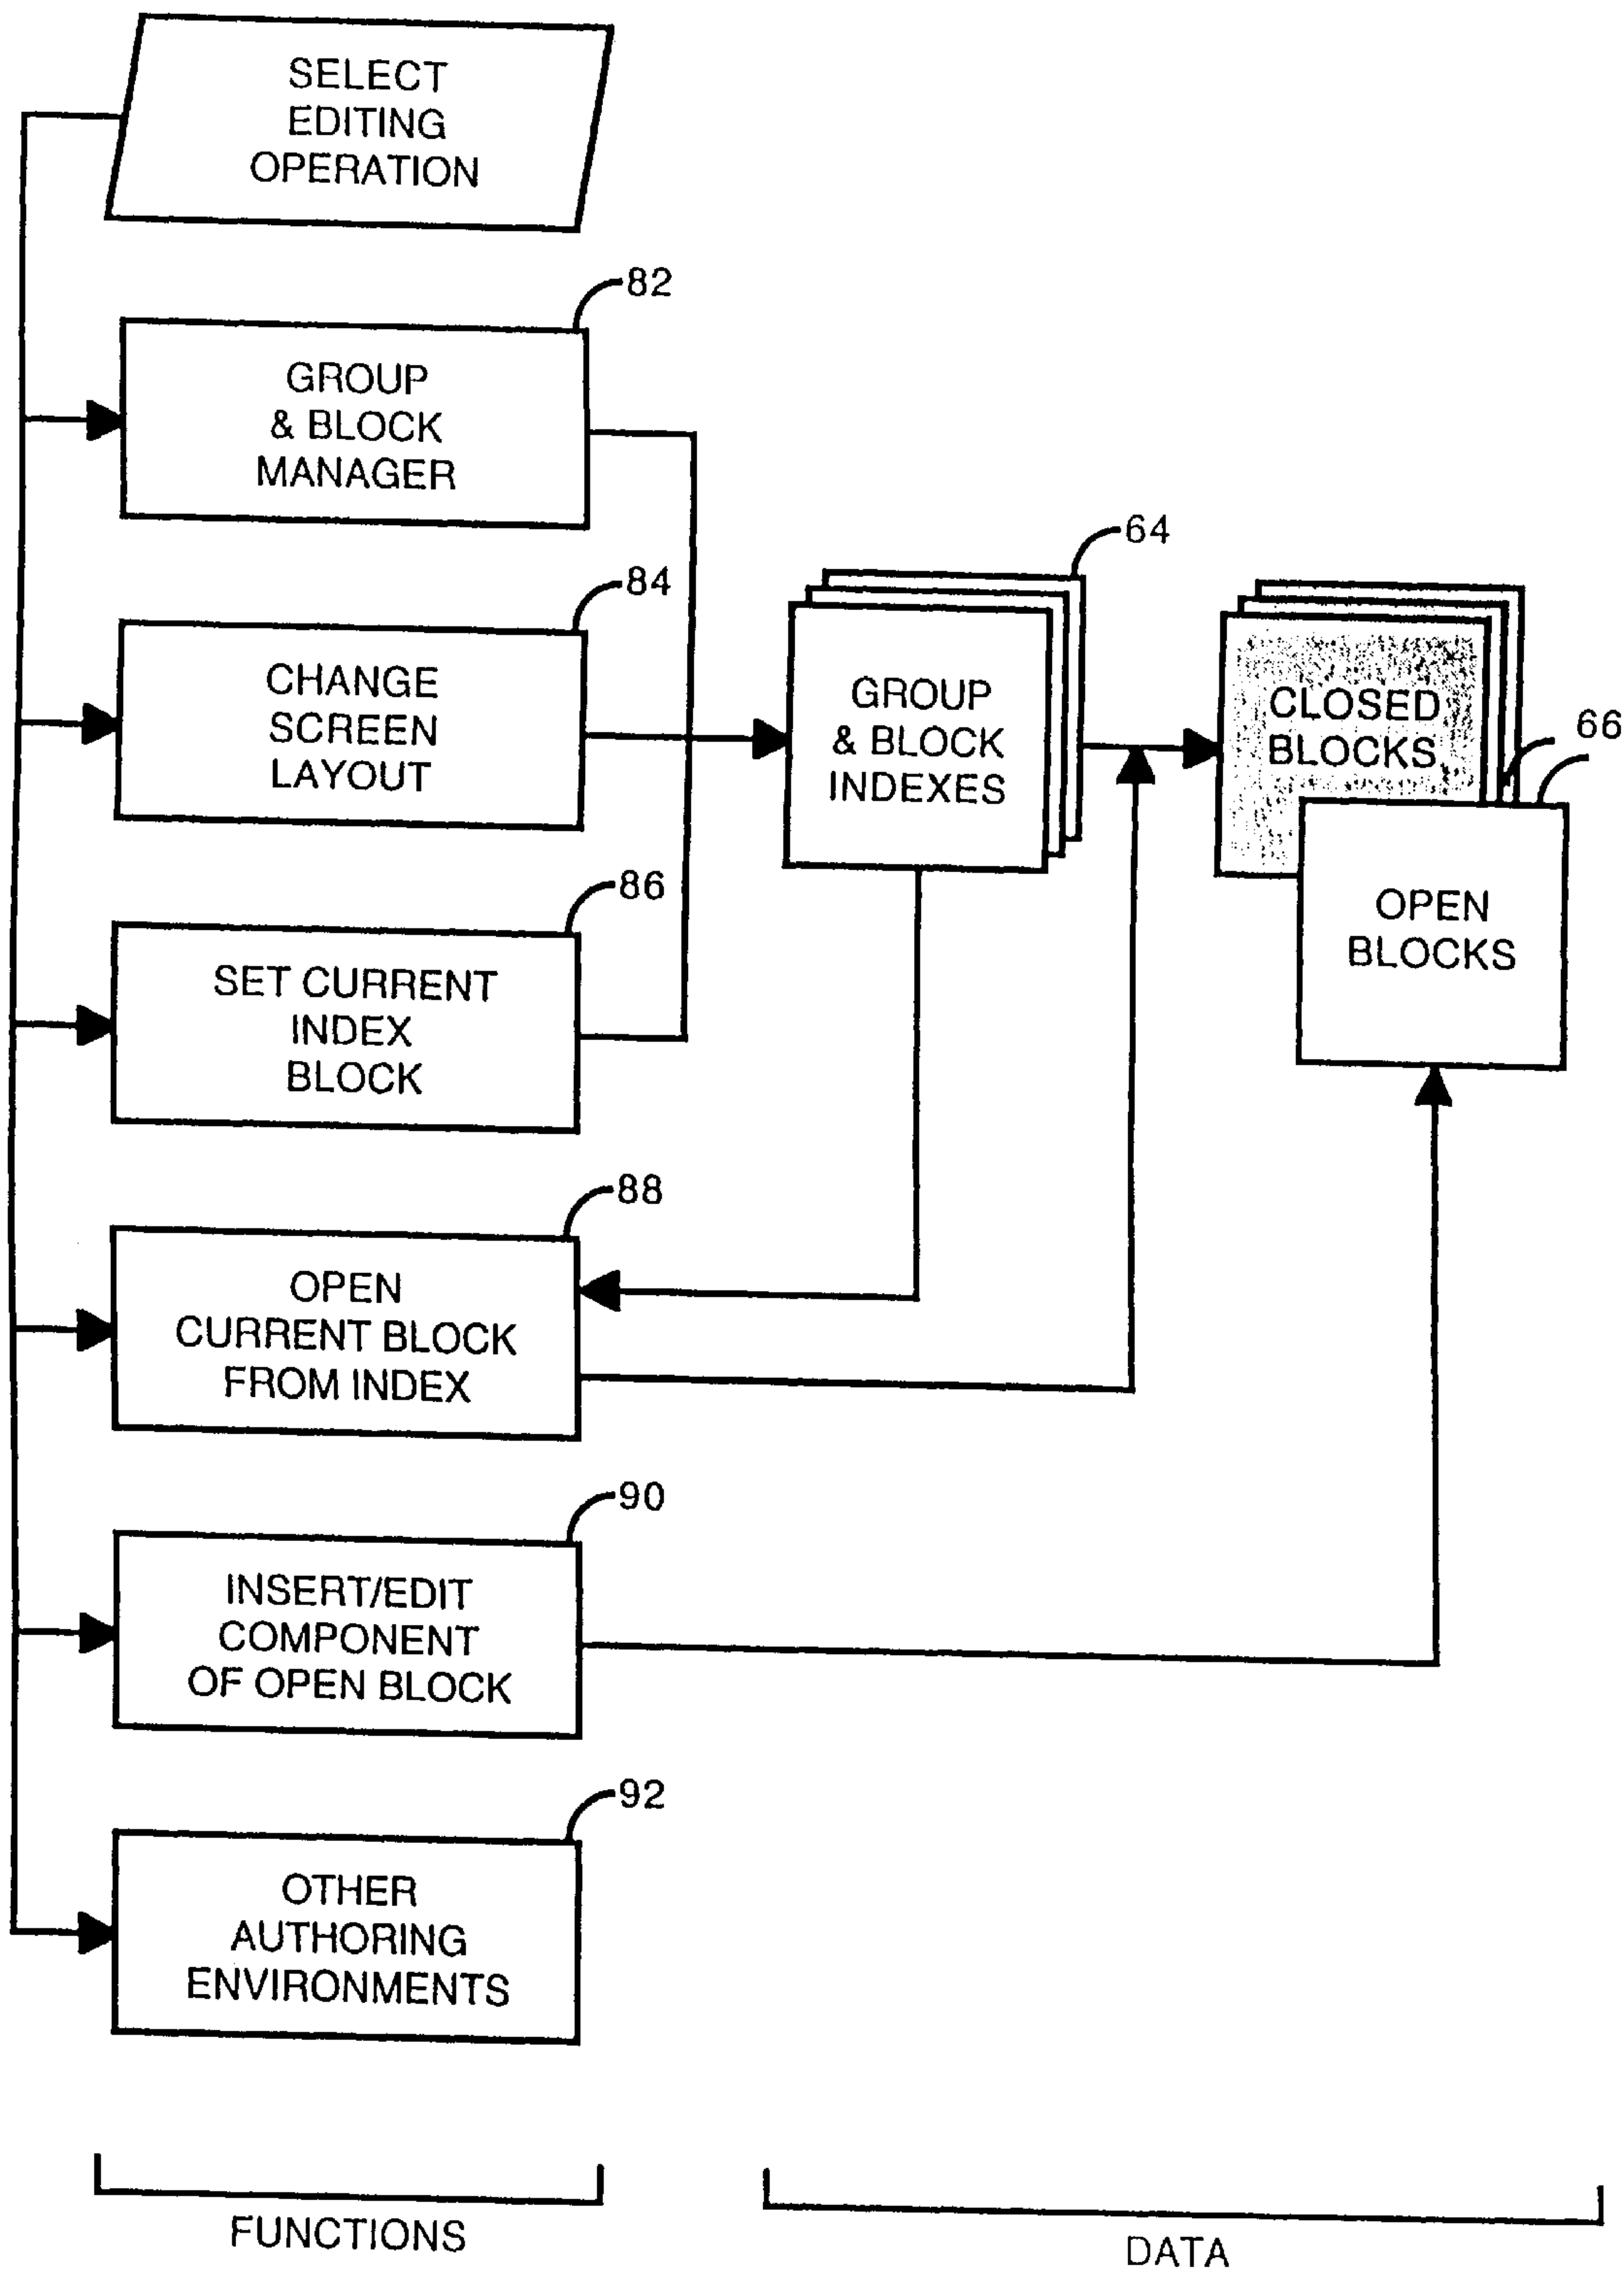 SELECT
EDITING
OPERATION
82
GROUP
& BLOCK
MANAGER
84
CHANGE
SCREEN
LAYOUT
64
GROUP
& BLOCK
INDEXES
CLOSED
BLOCKS
66
OPEN
BLOCKS
86
SET CURRENT
INDEX
BLOCK
88
OPEN
CURRENT BLOCK
FROM INDEX
90
INSERT/EDIT
COMPONENT
OF OPEN BLOCK
92
OTHER
AUTHORING
ENVIRONMENTS
FUNCTIONS
DATA